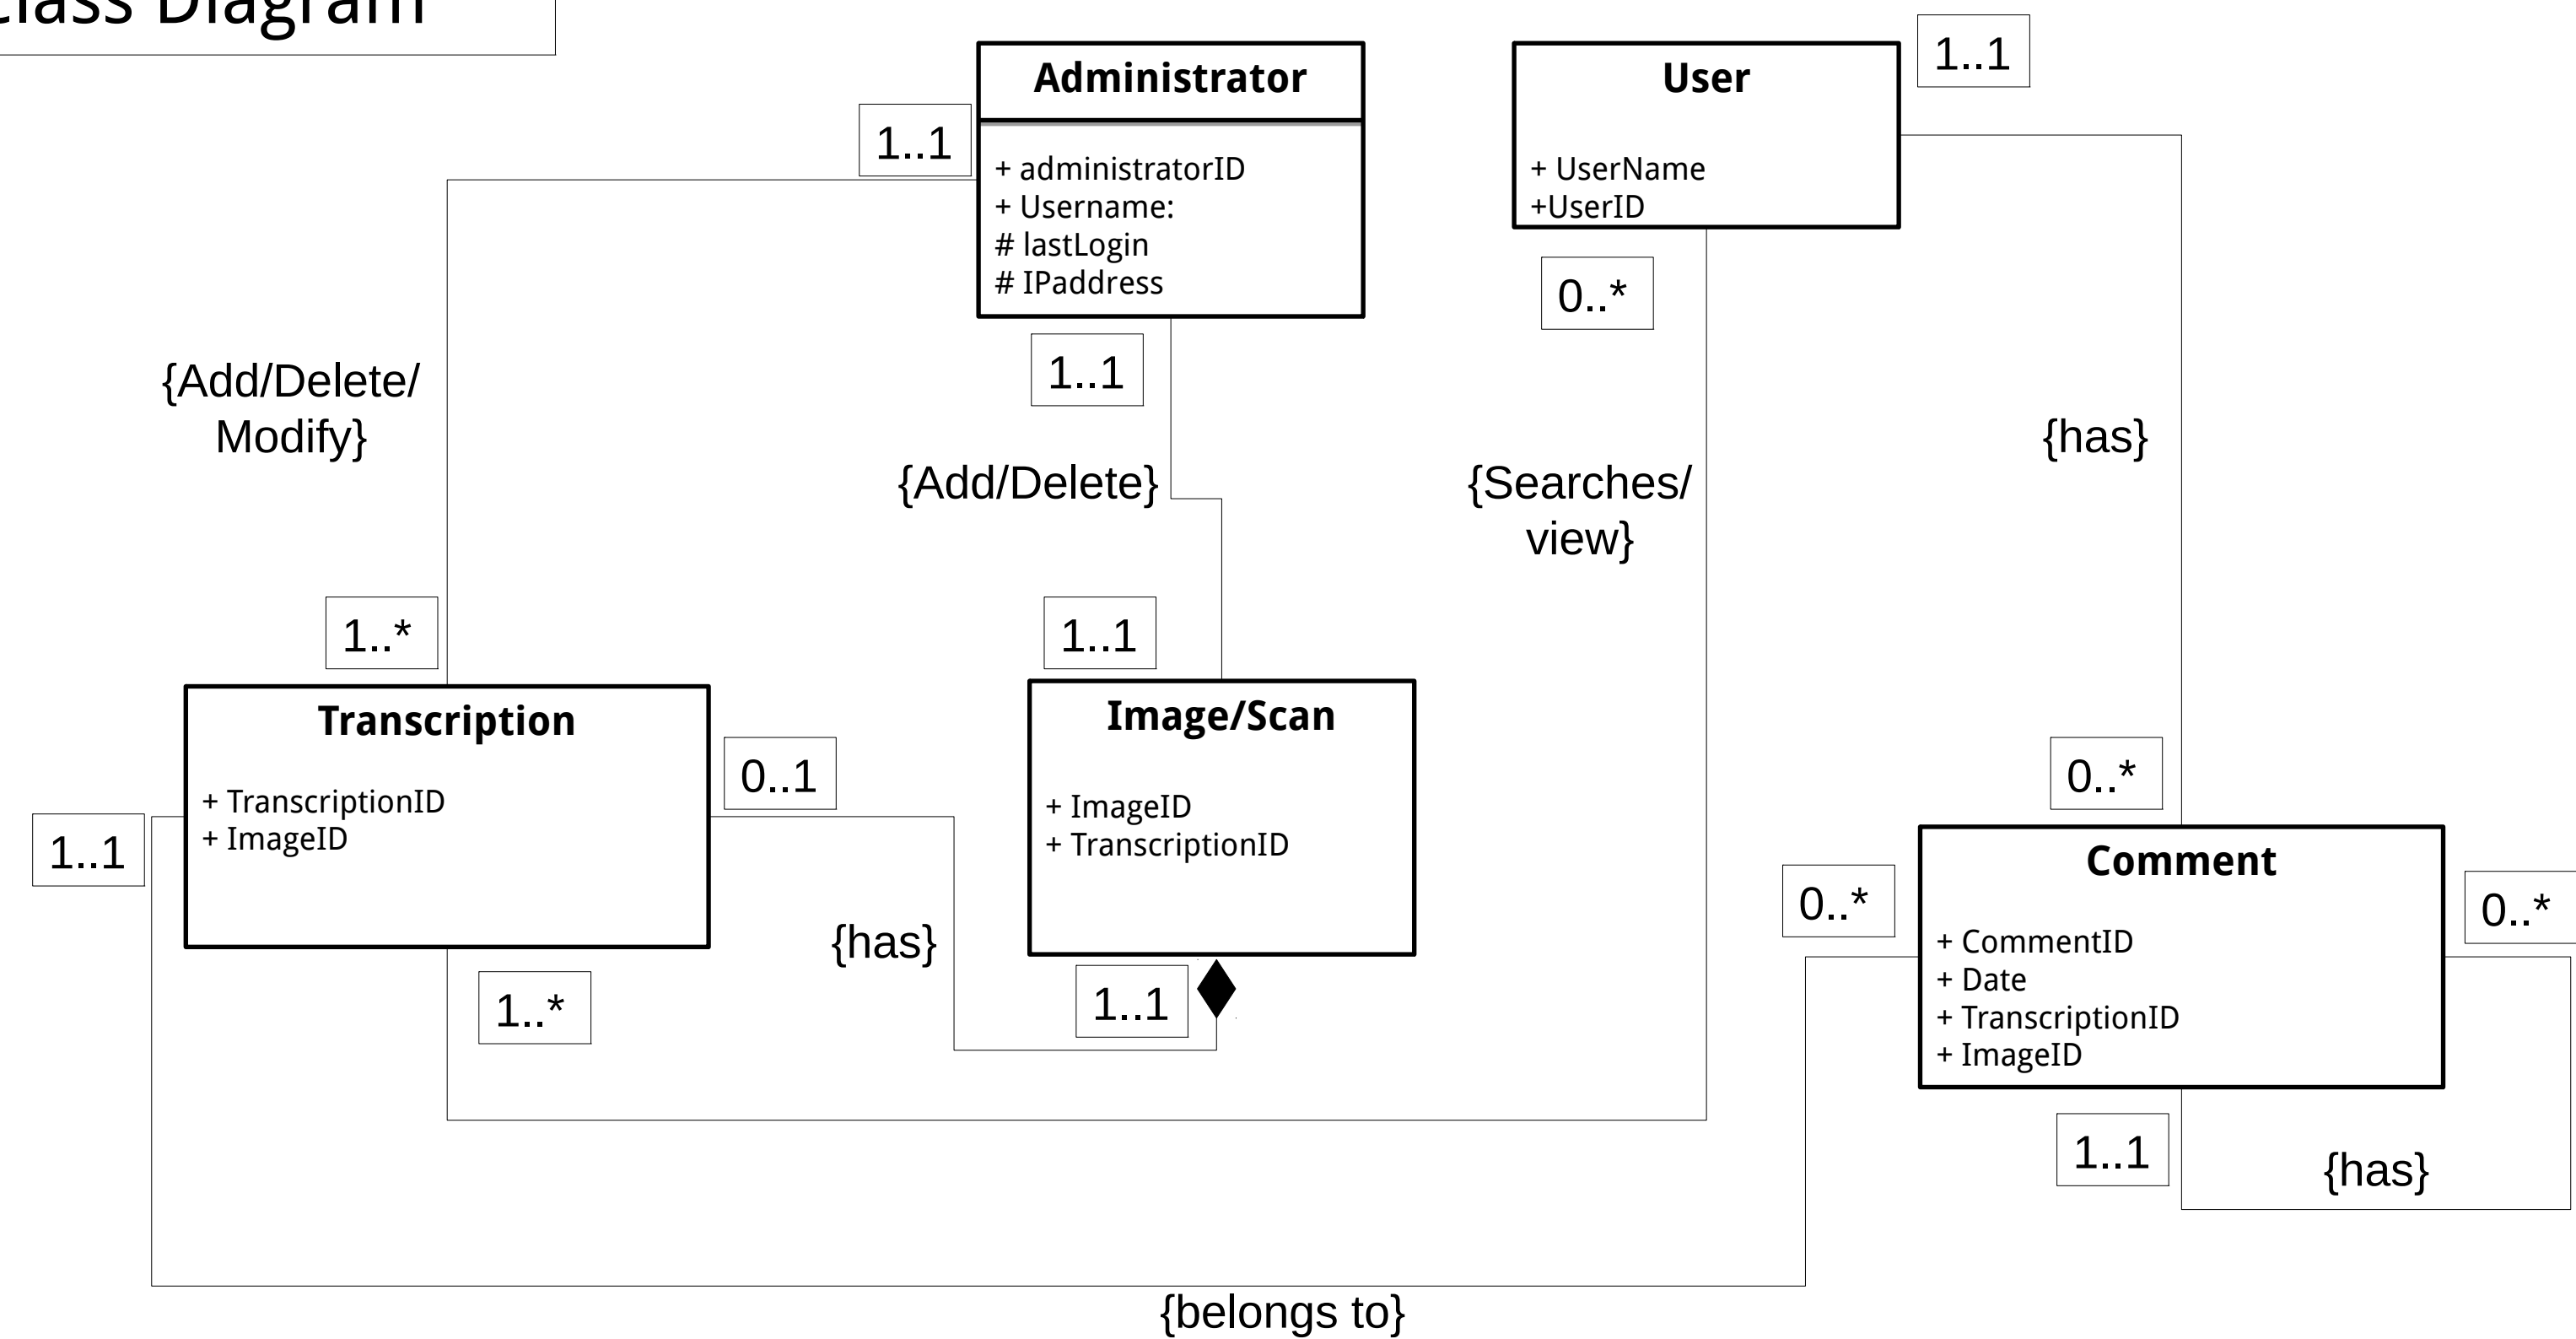 class Diagram
Administrator
+ administratorID
+ Username:
# lastLogin
# IPaddress
User
+ UserName
+UserID
1..1
1..1
0..*
1..1
{Add/Delete/
Modify}
{Add/Delete}
{Searches/
view}
{has}
1..*
1..1
0..*
Transcription
+ TranscriptionID
+ ImageID
0..1
1..1
Image/Scan
+ ImageID
+ TranscriptionID
Comment
+ CommentID
+ Date
+ TranscriptionID
+ ImageID
0..*
0..*
{has}
1..*
1..1
1..1
{has}
{belongs to}